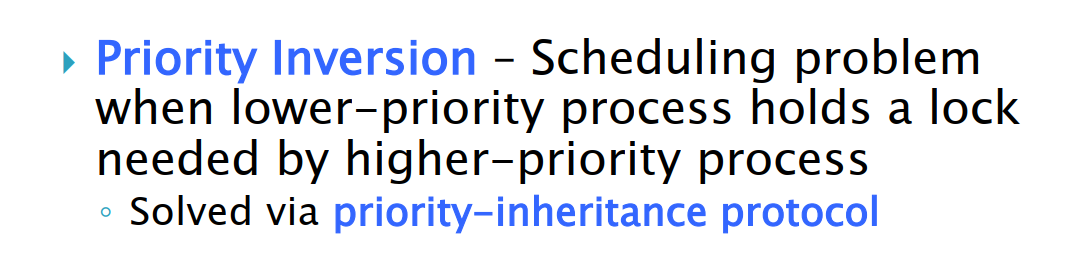 Priority Inversion – Scheduling problem
when lower-priority process holds a lock
needed by higher-priority process
Solved via priority-inheritance protocol